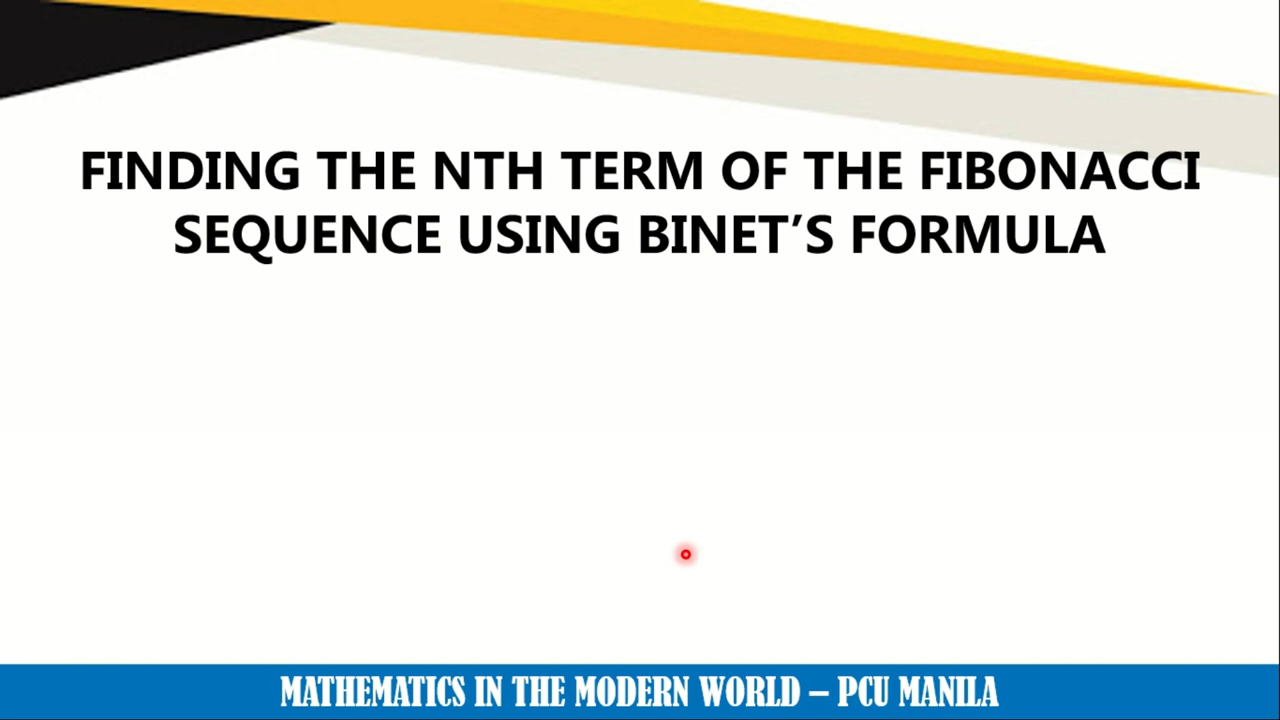 FINDING THE NTH TERM OF THE FIBONACCI
SEQUENCE USING BINET’S FORMULA
MATHEMATICS IN THE MODERN WORLD – PCU MANILA